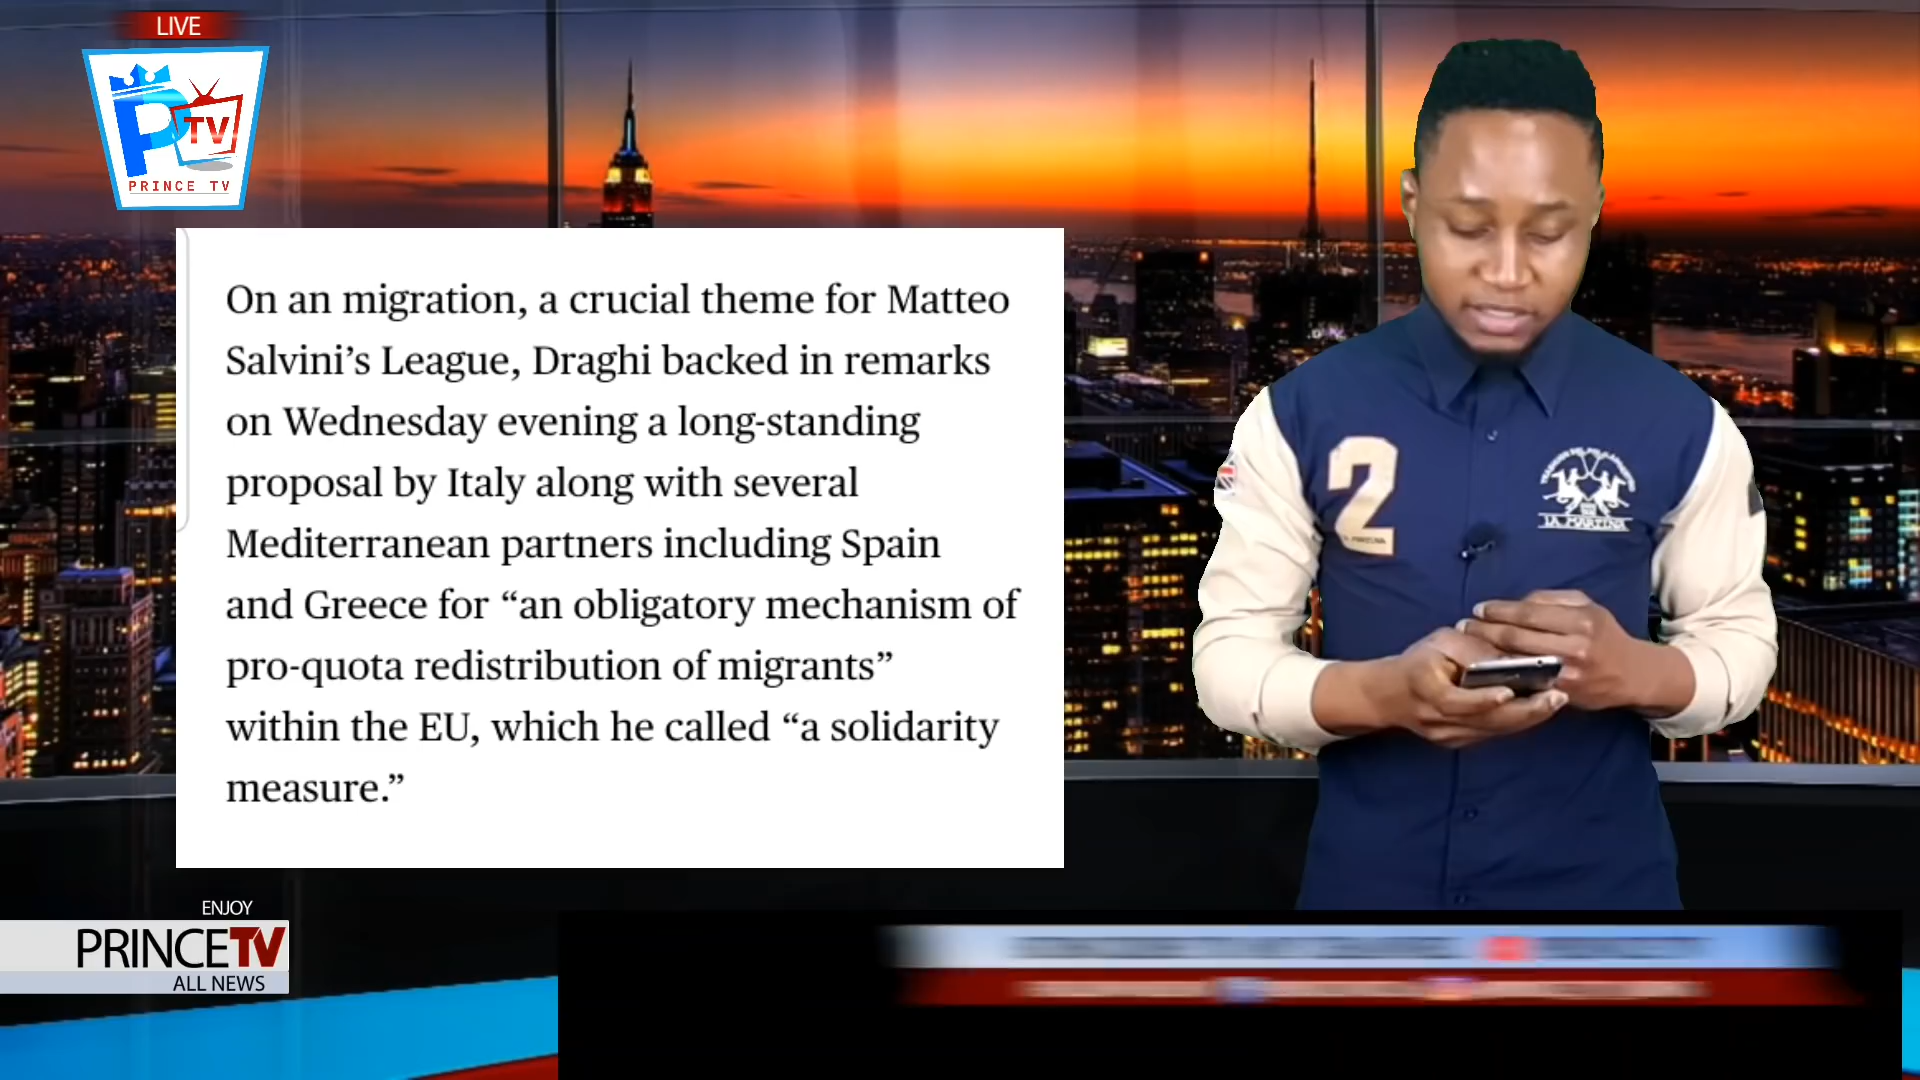 LIVE
P
TV
PRINCE TV
On an migration, a crucial theme for Matteo
Salvini’s League, Draghi backed in remarks
on Wednesday evening a long-standing
proposal by Italy along with several
Mediterranean partners including Spain
and Greece for “an obligatory mechanism of
pro-quota redistribution of migrants”
within the EU, which he called “a solidarity
measure.”
2
LA MARTINA
ENJOY
PRINCETV
ALL NEWS